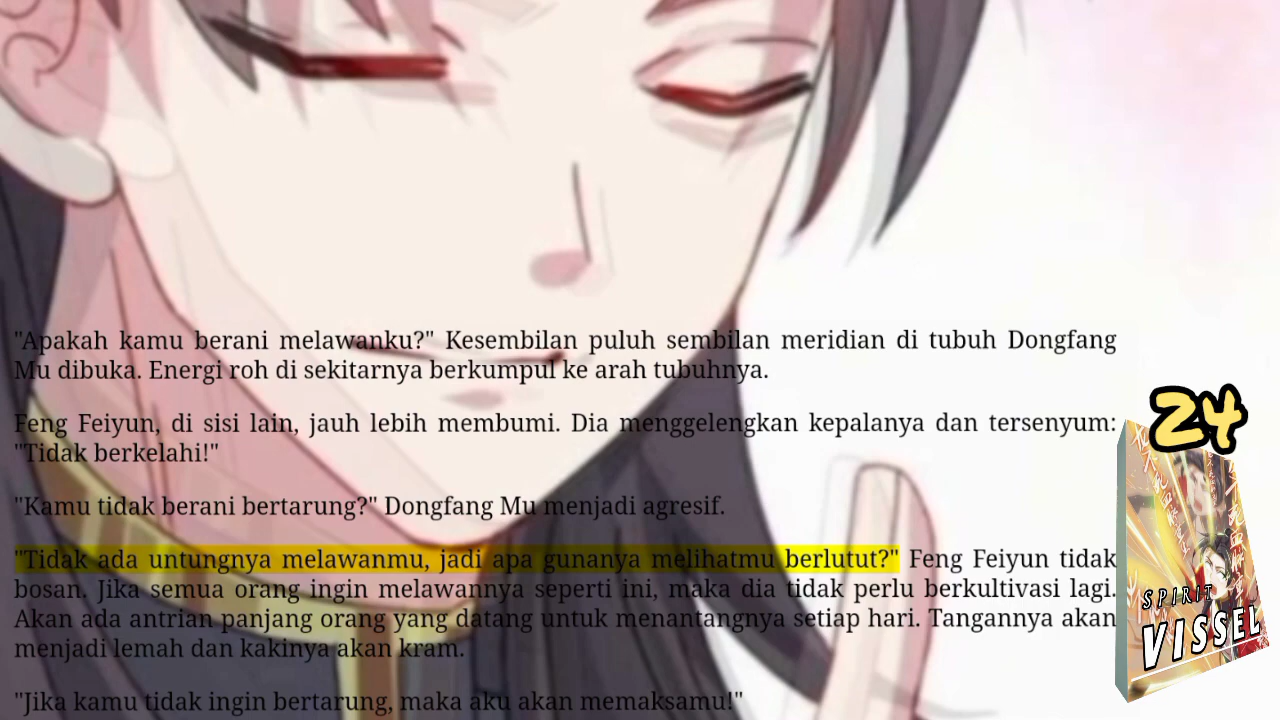 "Apakah kamu berani melawanku?" Kesembilan puluh sembilan meridian di tubuh Dongfang
Mu dibuka. Energi roh di sekitarnya berkumpul ke arah tubuhnya.
Feng Feiyun, di sisi lain, jauh lebih membumi. Dia menggelengkan kepalanya dan tersenyum:
"Tidak berkelahi!"
"Kamu tidak berani bertarung?" Dongfang Mu menjadi agresif.
"Tidak ada untungnya melawanmu, jadi apa gunanya melihatmu berlutut?" Feng Feiyun tidak
bosan. Jika semua orang ingin melawannya seperti ini, maka dia tidak perlu berkultivasi lagi.
Akan ada antrian panjang orang yang datang untuk menantangnya setiap hari. Tangannya akan
menjadi lemah dan kakinya akan kram.
"Jika kamu tidak ingin bertarung, maka aku akan memaksamu!"
24
SPIRIT
VISSEL